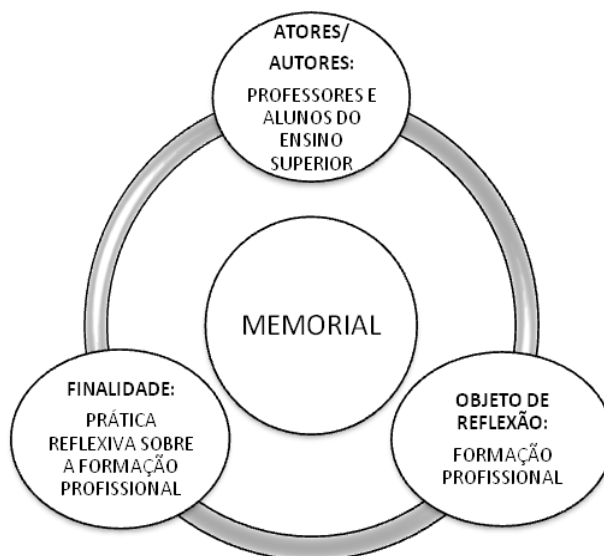 ATORES/
AUTORES:
PROFESSORES E
ALUNOS DO
ENSINO
SUPERIOR
MEMORIAL
FINALIDADE:
PRÁTICA
REFLEXIVA SOBRE
A FORMAÇÃO
PROFISSIONAL
OBJETO DE
REFLEXÃO:
FORMAÇÃO
PROFISSIONAL